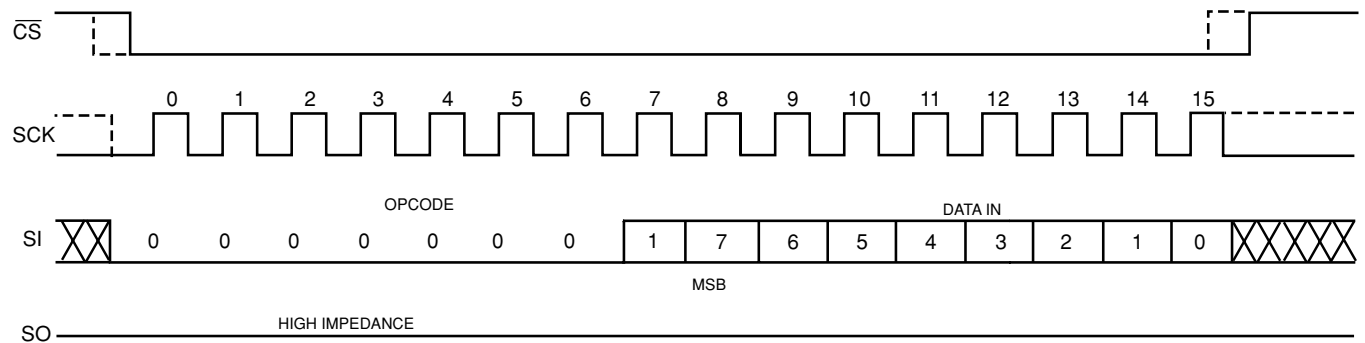 CS
0 1 2 3 4 5 6 7 8 9 10 11 12 13 14 15
SCK
OPCODE DATA IN
SI 0 0 0 0 0 0 0 1 7 6 5 4 3 2 1 0
MSB
HIGH IMPEDANCE
SO